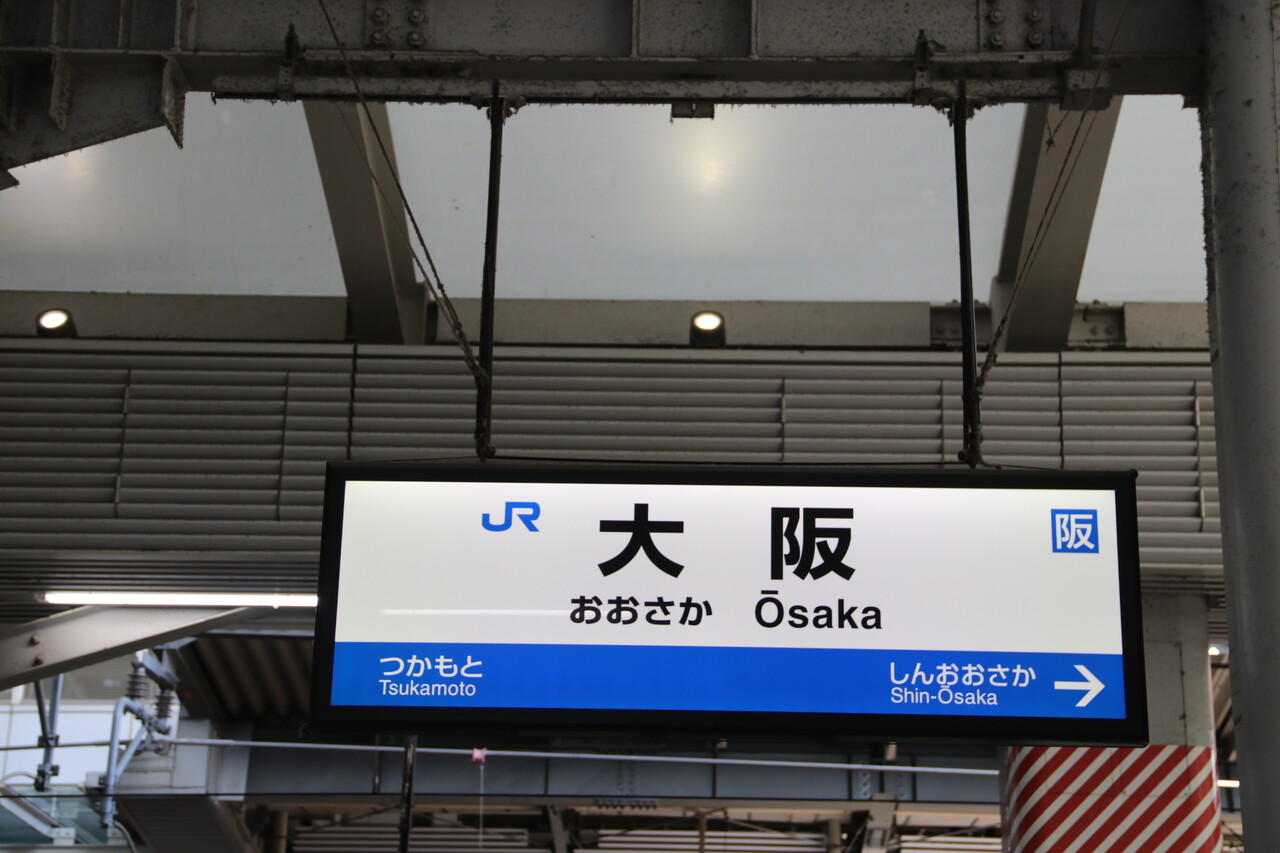 JR 大阪 阪
おおさか Ōsaka
つかもと しんおおさか →
Tsukamoto Shin-Ōsaka